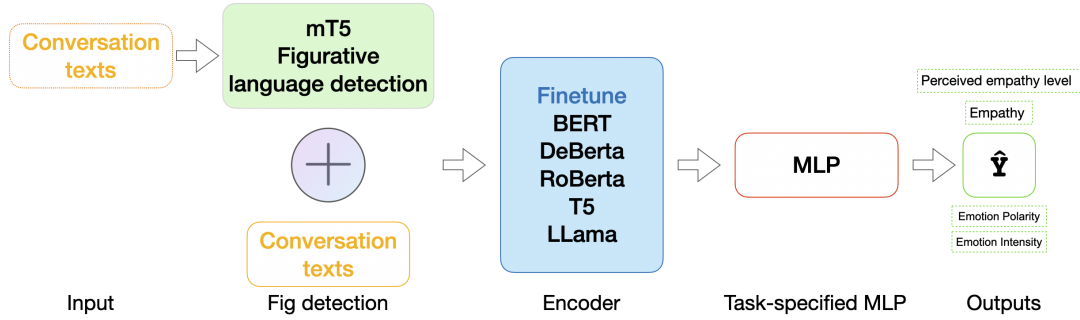 Conversation
texts
mT5
Figurative
language detection
Conversation
texts
Finetune
BERT
DeBerta
RoBerta
T5
LLama
MLP
Perceived empathy level
Empathy
Ŷ
Emotion Polarity
Emotion Intensity
Input
Fig detection
Encoder
Task-specified MLP
Outputs